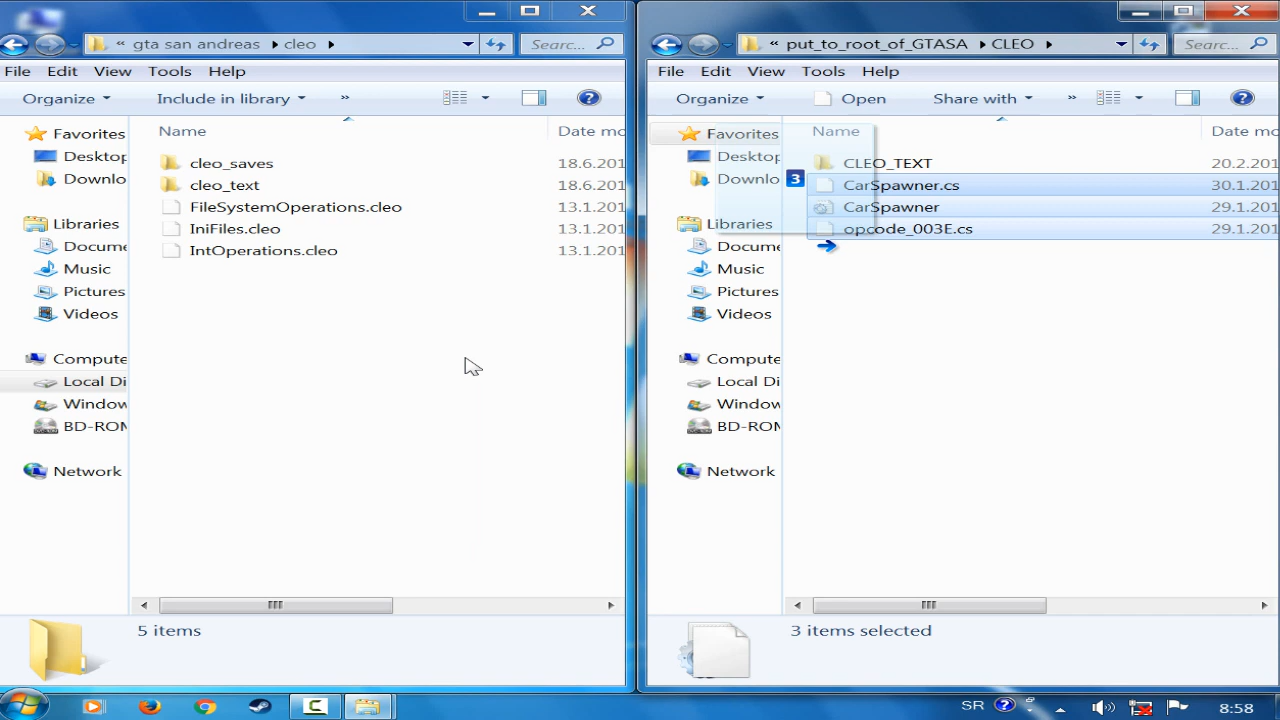 « gta san andreas ▸ cleo ▸
Searc...
File Edit View Tools Help
Organize Include in library »
Favorites
Desktop
Downlo
Libraries
Docume
Music
Pictures
Videos
Compute
Local Di
Window
BD-ROM
Network
Name Date mo
cleo_saves 18.6.201
cleo_text 18.6.201
FileSystemOperations.cleo 13.1.201
IniFiles.cleo 13.1.201
IntOperations.cleo 13.1.201
5 items
« put_to_root_of_GTASA ▸ CLEO ▸
Searc...
File Edit View Tools Help
Organize Open Share with »
Favorites
Desktop
Downlo
Libraries
Docume
Music
Pictures
Videos
Compute
Local Di
Window
BD-ROM
Network
Name Date mo
CLEO_TEXT 20.2.201
3
CarSpawner.cs 30.1.201
CarSpawner 29.1.201
opcode_003E.cs 29.1.201
3 items selected
SR 8:58